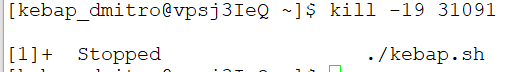 [kebap_dmitro@vpsj3IeQ ~]$ kill -19 31091
[1]+  Stopped                 ./kebap.sh